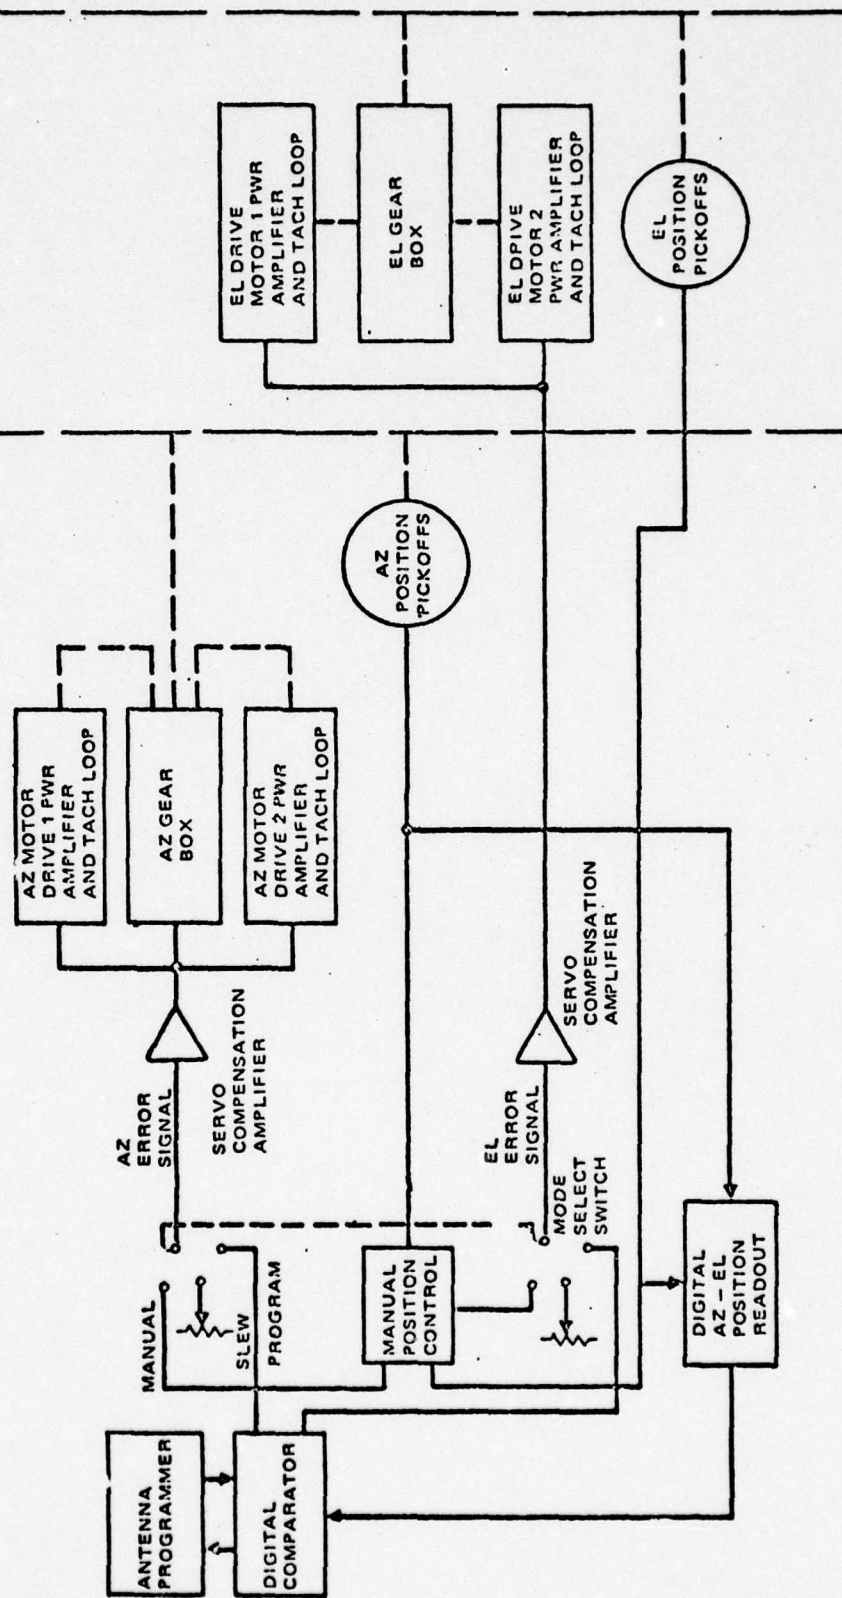 EL DRIVE
MOTOR 1 PWR
AMPLIFIER
AND TACH LOOP
EL GEAR
BOX
EL DPIVE
MOTOR 2
PWR AMPLIFIER
AND TACH LOOP
EL
POSITION
PICKOFFS
AZ
POSITION
PICKOFFS
AZ MOTOR
DRIVE 1 PWR
AMPLIFIER
AND TACH LOOP
AZ GEAR
BOX
AZ MOTOR
DRIVE 2 PWR
AMPLIFIER
AND TACH LOOP
AZ
ERROR
SIGNAL
SERVO
COMPENSATION
AMPLIFIER
EL
ERROR
SIGNAL
SERVO
COMPENSATION
AMPLIFIER
MANUAL
SLEW
PROGRAM
MANUAL
POSITION
CONTROL
MODE
SELECT
SWITCH
DIGITAL
AZ – EL
POSITION
READOUT
ANTENNA
PROGRAMMER
DIGITAL
COMPARATOR